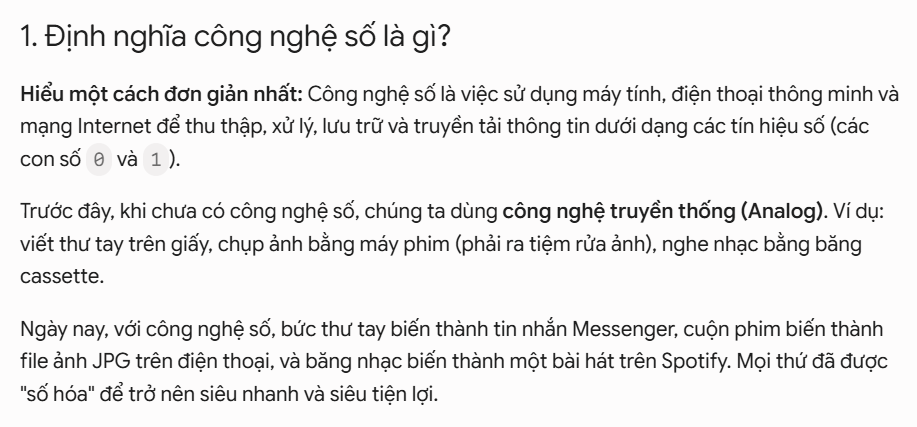 1. Định nghĩa công nghệ số là gì?
Hiểu một cách đơn giản nhất: Công nghệ số là việc sử dụng máy tính, điện thoại thông minh và
mạng Internet để thu thập, xử lý, lưu trữ và truyền tải thông tin dưới dạng các tín hiệu số (các
con số 0 và 1 ).
Trước đây, khi chưa có công nghệ số, chúng ta dùng công nghệ truyền thống (Analog). Ví dụ:
viết thư tay trên giấy, chụp ảnh bằng máy phim (phải ra tiệm rửa ảnh), nghe nhạc bằng băng
cassette.
Ngày nay, với công nghệ số, bức thư tay biến thành tin nhắn Messenger, cuộn phim biến thành
file ảnh JPG trên điện thoại, và băng nhạc biến thành một bài hát trên Spotify. Mọi thứ đã được
"số hóa" để trở nên siêu nhanh và siêu tiện lợi.